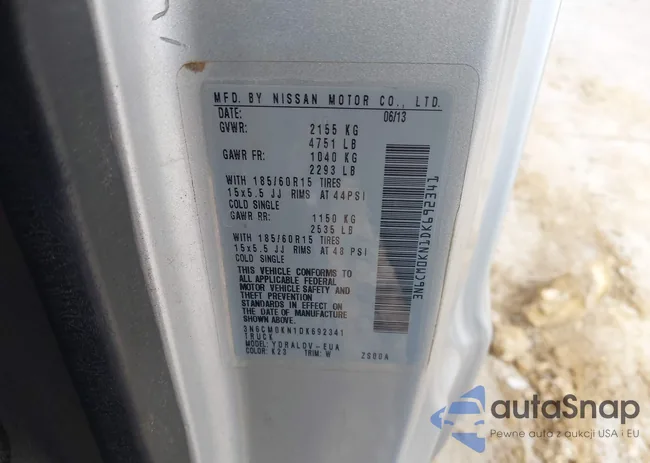 MFD. BY NISSAN MOTOR CO., LTD.
DATE: 06/13
GVWR: 2155 KG
4751 LB
GAWR FR: 1040 KG
2293 LB
WITH 185/60R15 TIRES
15x5.5 JJ RIMS AT 44PSI
COLD SINGLE
GAWR RR: 1150 KG
2535 LB
WITH 185/60R15 TIRES
15x5.5 JJ RIMS AT 48 PSI
COLD SINGLE
THIS VEHICLE CONFORMS TO
ALL APPLICABLE FEDERAL
MOTOR VEHICLE SAFETY AND
THEFT PREVENTION
STANDARDS IN EFFECT ON
THE DATE OF MANUFACTURE
SHOWN ABOVE.
3N6CM0KN1DK692341
TRUCK
MODEL: YDRALDV-EUA
COLOR: K23 TRIM: W ZS00A
3N6CM0KN1DK692341
autaSnap
Pewne auta z aukcji USA i EU